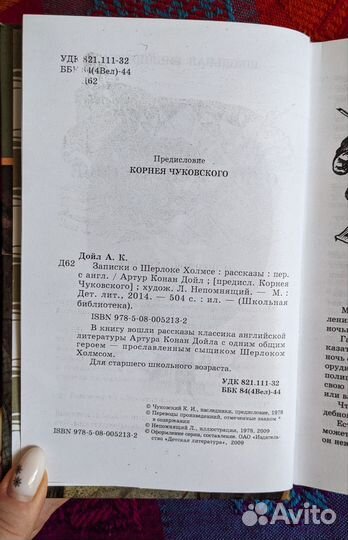 УДК 821.111-32
ББК 84(4Вел)-44
Д62
Предисловие
КОРНЕЯ ЧУКОВСКОГО
Дойл А. К.
Д62
Записки о Шерлоке Холмсе : рассказы : пер.
с англ. / Артур Конан Дойл ; [предисл. Корнея
Чуковского] ; худож. Л. Непомнящий. — М. :
Дет. лит., 2014. — 504 с. : ил. — (Школьная
библиотека).
ISBN 978-5-08-005213-2
В книгу вошли рассказы классика английской
литературы Артура Конан Дойла с одним общим
героем — прославленным сыщиком Шерлоком
Холмсом.
Для старшего школьного возраста.
УДК 821.111-32
ББК 84(4Вел)-44
© Чуковский К. И., наследники, предисловие, 1978
© Переводы произведений, отмеченные знаком *
в содержании
© Непомнящий Л., иллюстрации, 1978, 2009
© Оформление серии, составление. ОАО «Издатель-
ство «Детская литература», 2009
ISBN 978-5-08-005213-2
Avito